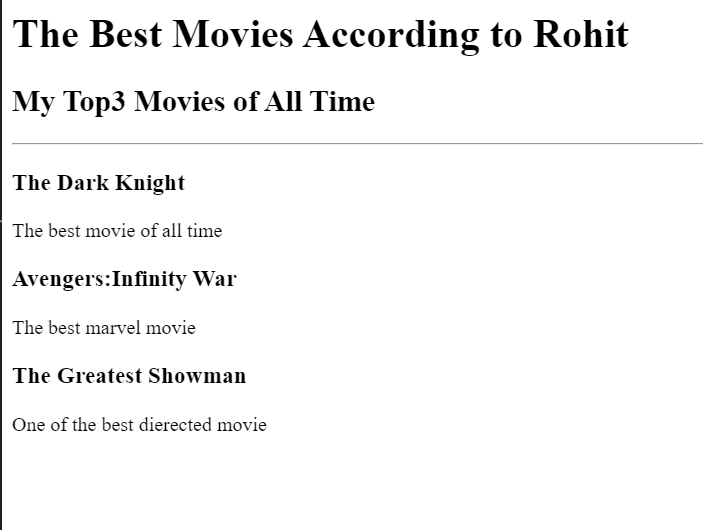 The Best Movies According to Rohit
My Top3 Movies of All Time
The Dark Knight
The best movie of all time
Avengers:Infinity War
The best marvel movie
The Greatest Showman
One of the best dierected movie